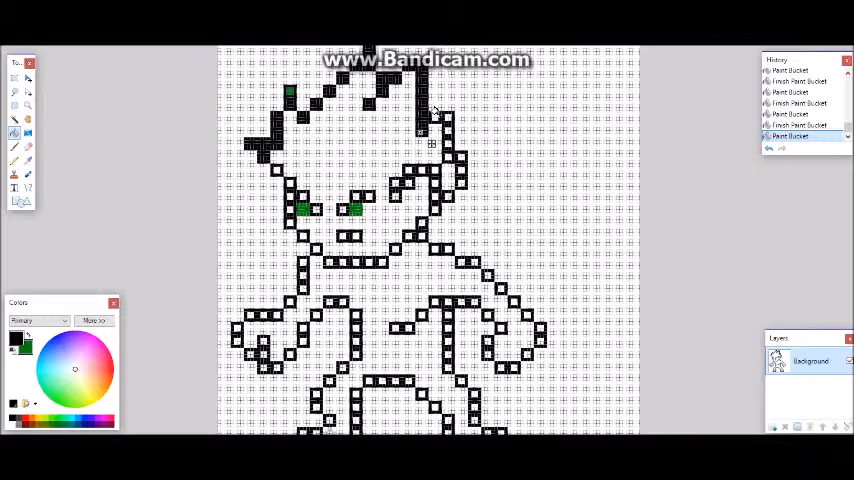 www.Bandicam.com
To...
History
Paint Bucket
Finish Paint Bucket
Paint Bucket
Finish Paint Bucket
Paint Bucket
Finish Paint Bucket
Paint Bucket
Colors
Primary
More >>
Layers
Background